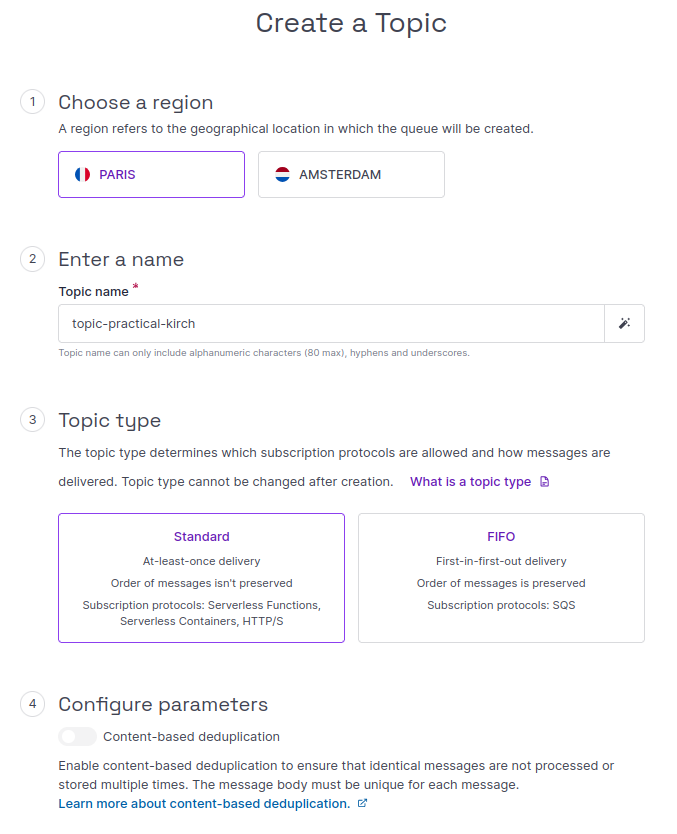 Create a Topic
1
Choose a region
A region refers to the geographical location in which the queue will be created.
PARIS
AMSTERDAM
2
Enter a name
Topic name *
topic-practical-kirch
Topic name can only include alphanumeric characters (80 max), hyphens and underscores.
3
Topic type
The topic type determines which subscription protocols are allowed and how messages are
delivered. Topic type cannot be changed after creation. What is a topic type
Standard
At-least-once delivery
Order of messages isn't preserved
Subscription protocols: Serverless Functions,
Serverless Containers, HTTP/S
FIFO
First-in-first-out delivery
Order of messages is preserved
Subscription protocols: SQS
4
Configure parameters
Content-based deduplication
Enable content-based deduplication to ensure that identical messages are not processed or
stored multiple times. The message body must be unique for each message.
Learn more about content-based deduplication.